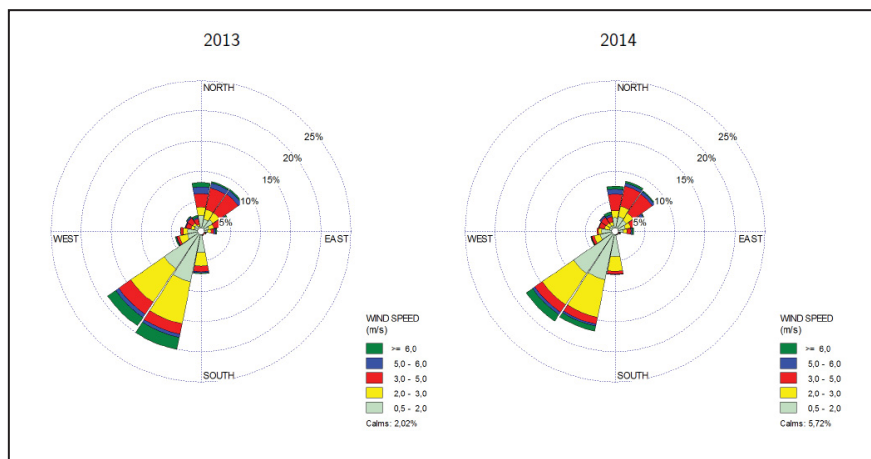 2013
2014
NORTH
25%
20%
15%
10%
5%
WEST
EAST
SOUTH
WIND SPEED
(m/s)
>= 6,0
5,0 - 6,0
3,0 - 5,0
2,0 - 3,0
0,5 - 2,0
Calms: 2,02%
NORTH
25%
20%
15%
10%
5%
WEST
EAST
SOUTH
WIND SPEED
(m/s)
>= 6,0
5,0 - 6,0
3,0 - 5,0
2,0 - 3,0
0,5 - 2,0
Calms: 5,72%